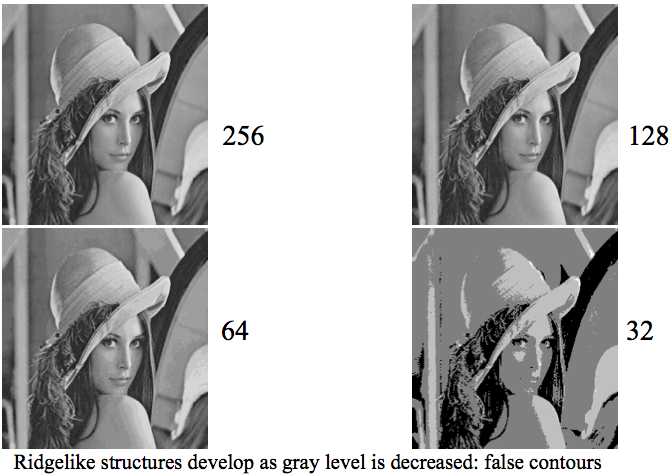 256
128
64
32
Ridgelike structures develop as gray level is decreased: false contours